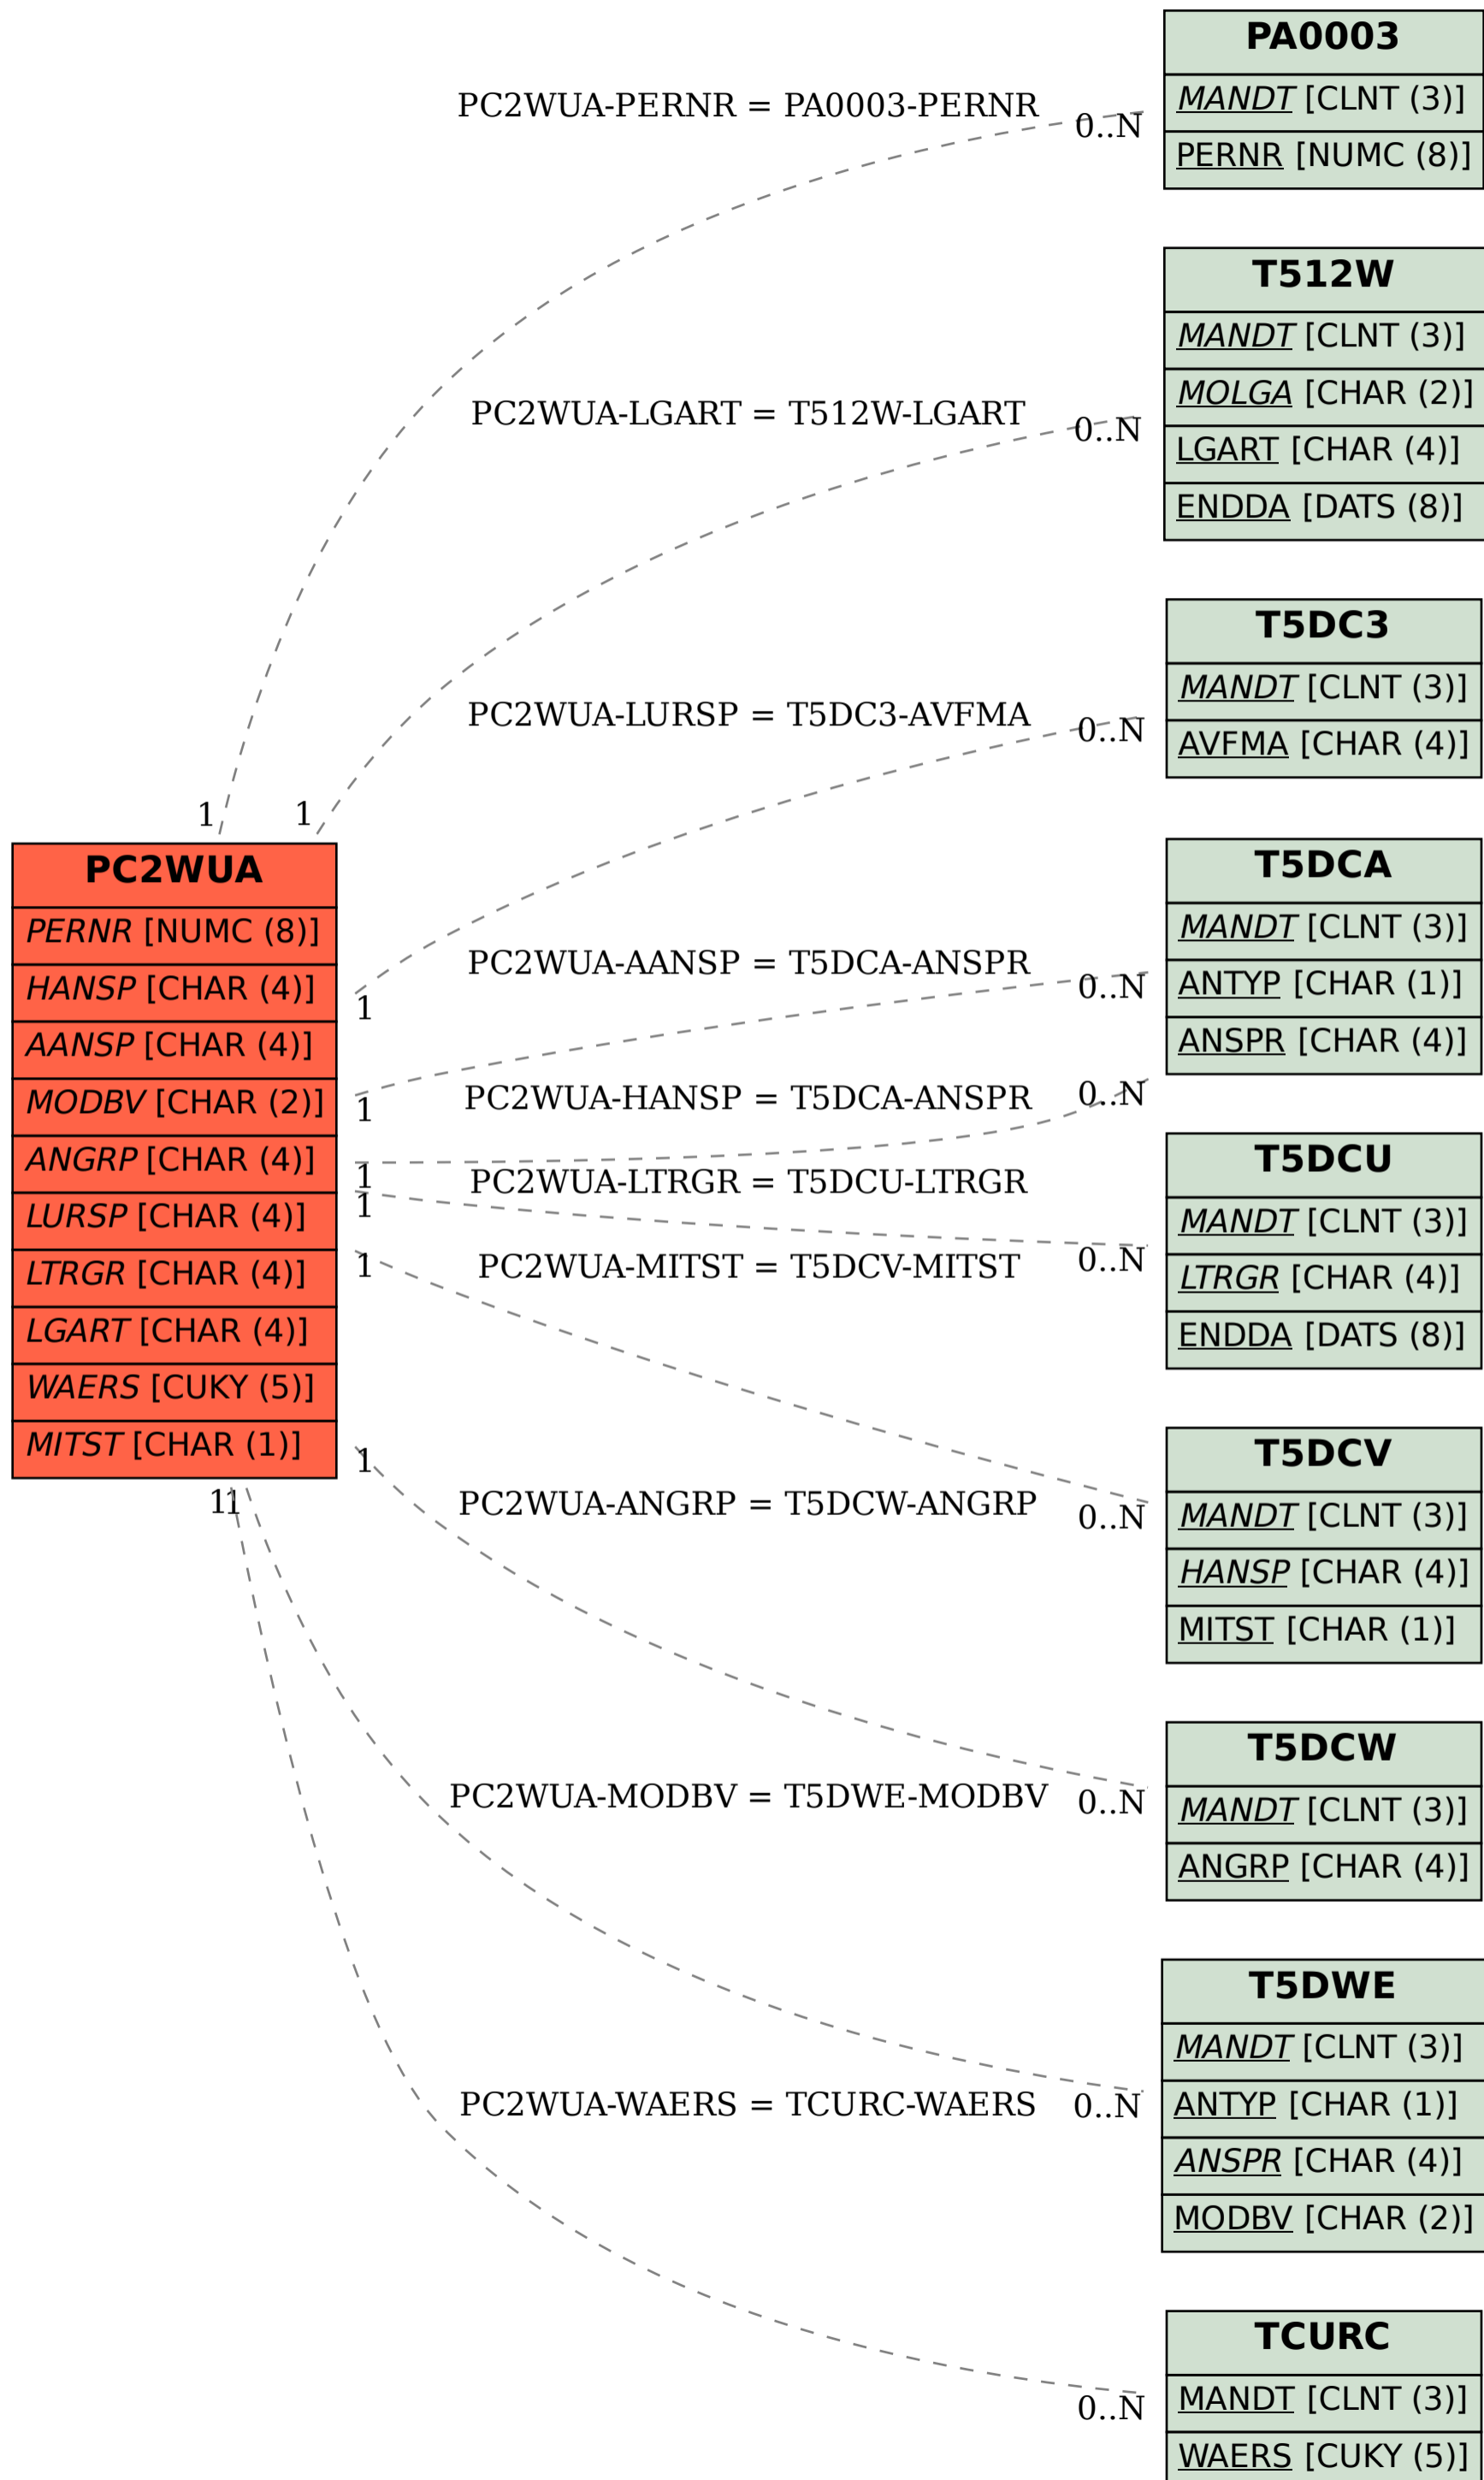 PA0003
MANDT [CLNT (3)]
PERNR [NUMC (8)]
PC2WUA-PERNR = PA0003-PERNR
0..N
1
T512W
MANDT [CLNT (3)]
MOLGA [CHAR (2)]
LGART [CHAR (4)]
ENDDA [DATS (8)]
PC2WUA-LGART = T512W-LGART
0..N
1
T5DC3
MANDT [CLNT (3)]
AVFMA [CHAR (4)]
PC2WUA-LURSP = T5DC3-AVFMA
0..N
1
PC2WUA
PERNR [NUMC (8)]
HANSP [CHAR (4)]
AANSP [CHAR (4)]
MODBV [CHAR (2)]
ANGRP [CHAR (4)]
LURSP [CHAR (4)]
LTRGR [CHAR (4)]
LGART [CHAR (4)]
WAERS [CUKY (5)]
MITST [CHAR (1)]
T5DCA
MANDT [CLNT (3)]
ANTYP [CHAR (1)]
ANSPR [CHAR (4)]
PC2WUA-AANSP = T5DCA-ANSPR
0..N
1
PC2WUA-HANSP = T5DCA-ANSPR
0..N
1
T5DCU
MANDT [CLNT (3)]
LTRGR [CHAR (4)]
ENDDA [DATS (8)]
PC2WUA-LTRGR = T5DCU-LTRGR
0..N
1
PC2WUA-MITST = T5DCV-MITST
0..N
1
T5DCV
MANDT [CLNT (3)]
HANSP [CHAR (4)]
MITST [CHAR (1)]
PC2WUA-ANGRP = T5DCW-ANGRP
0..N
1
T5DCW
MANDT [CLNT (3)]
ANGRP [CHAR (4)]
PC2WUA-MODBV = T5DWE-MODBV
0..N
1
T5DWE
MANDT [CLNT (3)]
ANTYP [CHAR (1)]
ANSPR [CHAR (4)]
MODBV [CHAR (2)]
PC2WUA-WAERS = TCURC-WAERS
0..N
1
TCURC
MANDT [CLNT (3)]
WAERS [CUKY (5)]